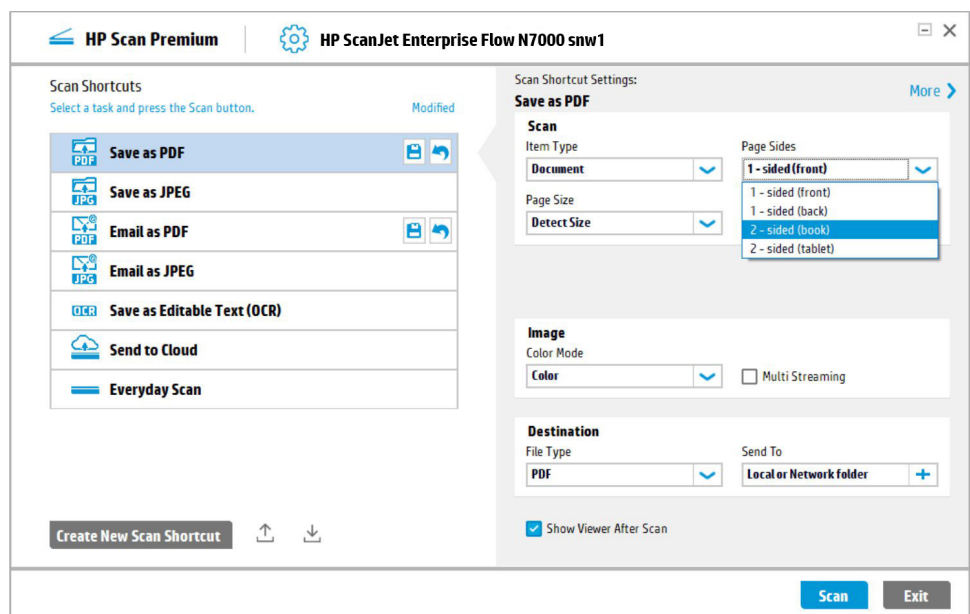 HP Scan Premium
HP ScanJet Enterprise Flow N7000 snw1
Scan Shortcuts
Select a task and press the Scan button.
Modified
PDF
Save as PDF
JPG
Save as JPEG
PDF
Email as PDF
JPG
Email as JPEG
OCR
Save as Editable Text (OCR)
Send to Cloud
Everyday Scan
Create New Scan Shortcut
Scan Shortcut Settings:
Save as PDF
More
Scan
Item Type
Document
Page Sides
1 - sided (front)
1 - sided (front)
1 - sided (back)
2 - sided (book)
2 - sided (tablet)
Page Size
Detect Size
Image
Color Mode
Color
Multi Streaming
Destination
File Type
PDF
Send To
Local or Network folder
Show Viewer After Scan
Scan
Exit